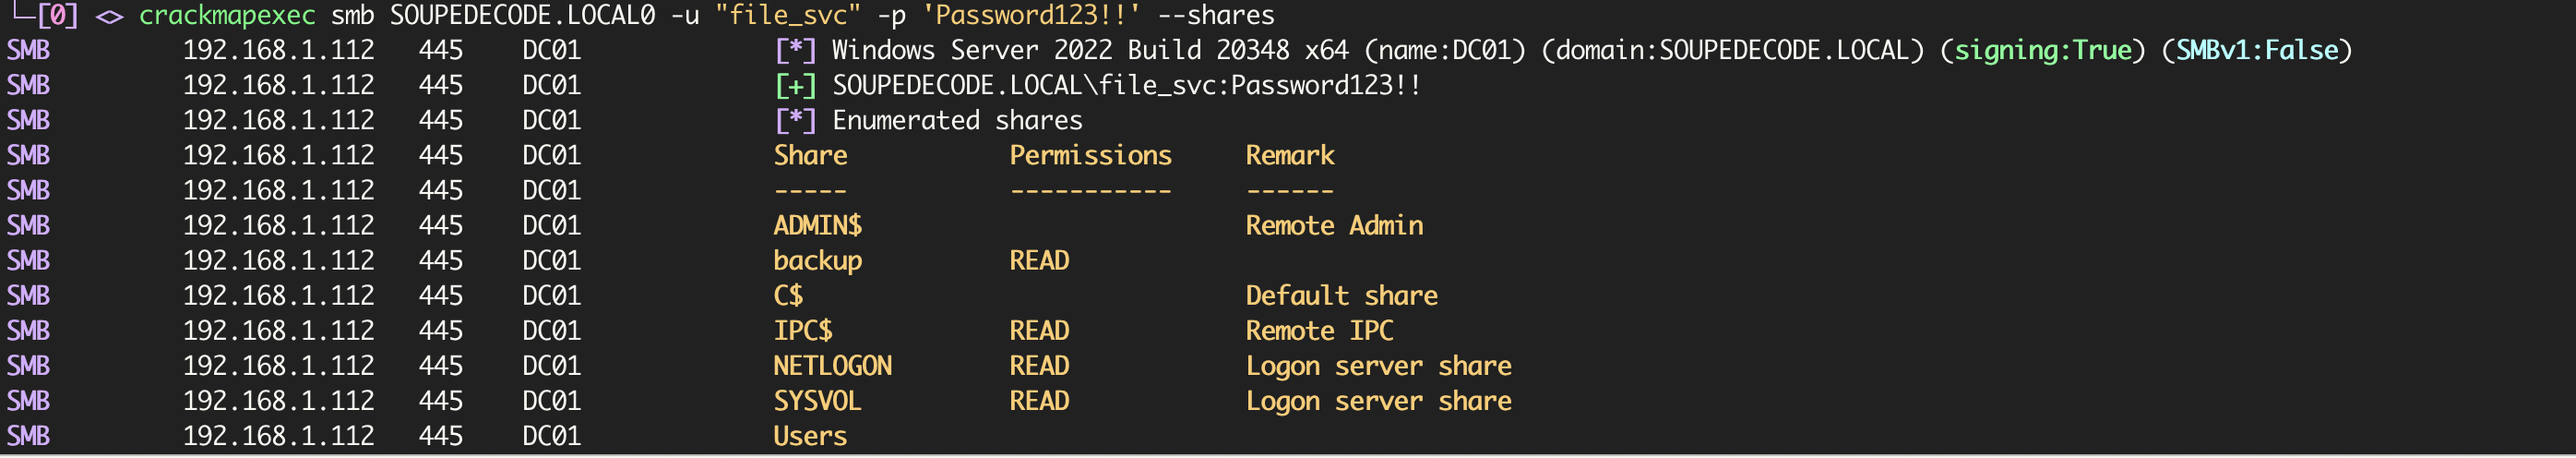 └─[0] <> crackmapexec smb SOUPEDECODE.LOCAL0 -u "file_svc" -p 'Password123!!' --shares
SMB 192.168.1.112 445 DC01 [*] Windows Server 2022 Build 20348 x64 (name:DC01) (domain:SOUPEDECODE.LOCAL) (signing:True) (SMBv1:False)
SMB 192.168.1.112 445 DC01 [+] SOUPEDECODE.LOCAL\file_svc:Password123!!
SMB 192.168.1.112 445 DC01 [*] Enumerated shares
SMB 192.168.1.112 445 DC01 Share Permissions Remark
SMB 192.168.1.112 445 DC01 ----- ----------- ------
SMB 192.168.1.112 445 DC01 ADMIN$ Remote Admin
SMB 192.168.1.112 445 DC01 backup READ
SMB 192.168.1.112 445 DC01 C$ Default share
SMB 192.168.1.112 445 DC01 IPC$ READ Remote IPC
SMB 192.168.1.112 445 DC01 NETLOGON READ Logon server share
SMB 192.168.1.112 445 DC01 SYSVOL READ Logon server share
SMB 192.168.1.112 445 DC01 Users